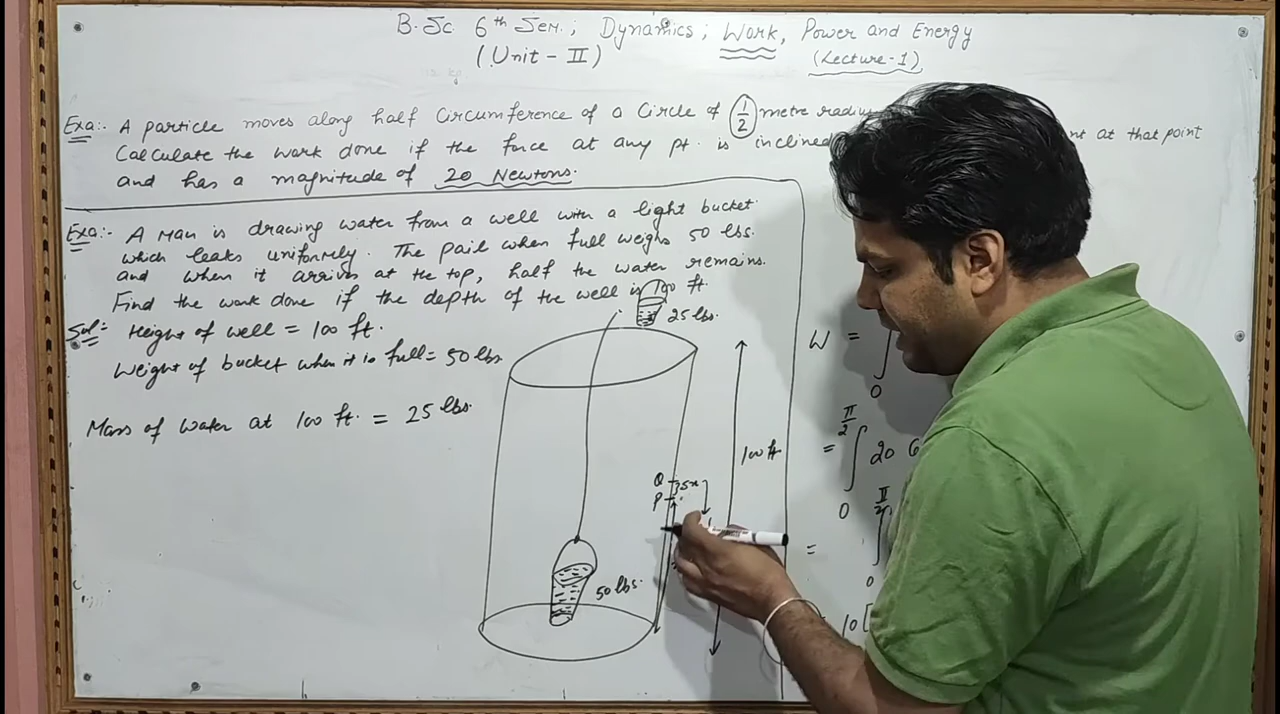 B.Sc. 6th Sem.; Dynamics; Work, Power and Energy
(Unit-II) (Lecture-1)
Exa:- A particle moves along half circumference of a circle of 1/2 metre
Calculate the work done if the force at any pt. is inclined at that point
and has a magnitude of 20 Newtons.
Exa:- A man is drawing water from a well with a light bucket
which leaks uniformly. The pail when full weighs 50 lbs.
and when it arrives at the top, half the water remains.
Find the work done if the depth of the well is 100 ft.
Sol:- Height of well = 100 ft.
Weight of bucket when it is full = 50 lbs
Mass of water at 100 ft. = 25 lbs.
25 lbs.
100 ft
Q
P
50 lbs.
W = ∫
0
π/2
= ∫ 20
0
π/2
= ∫
0
10 [